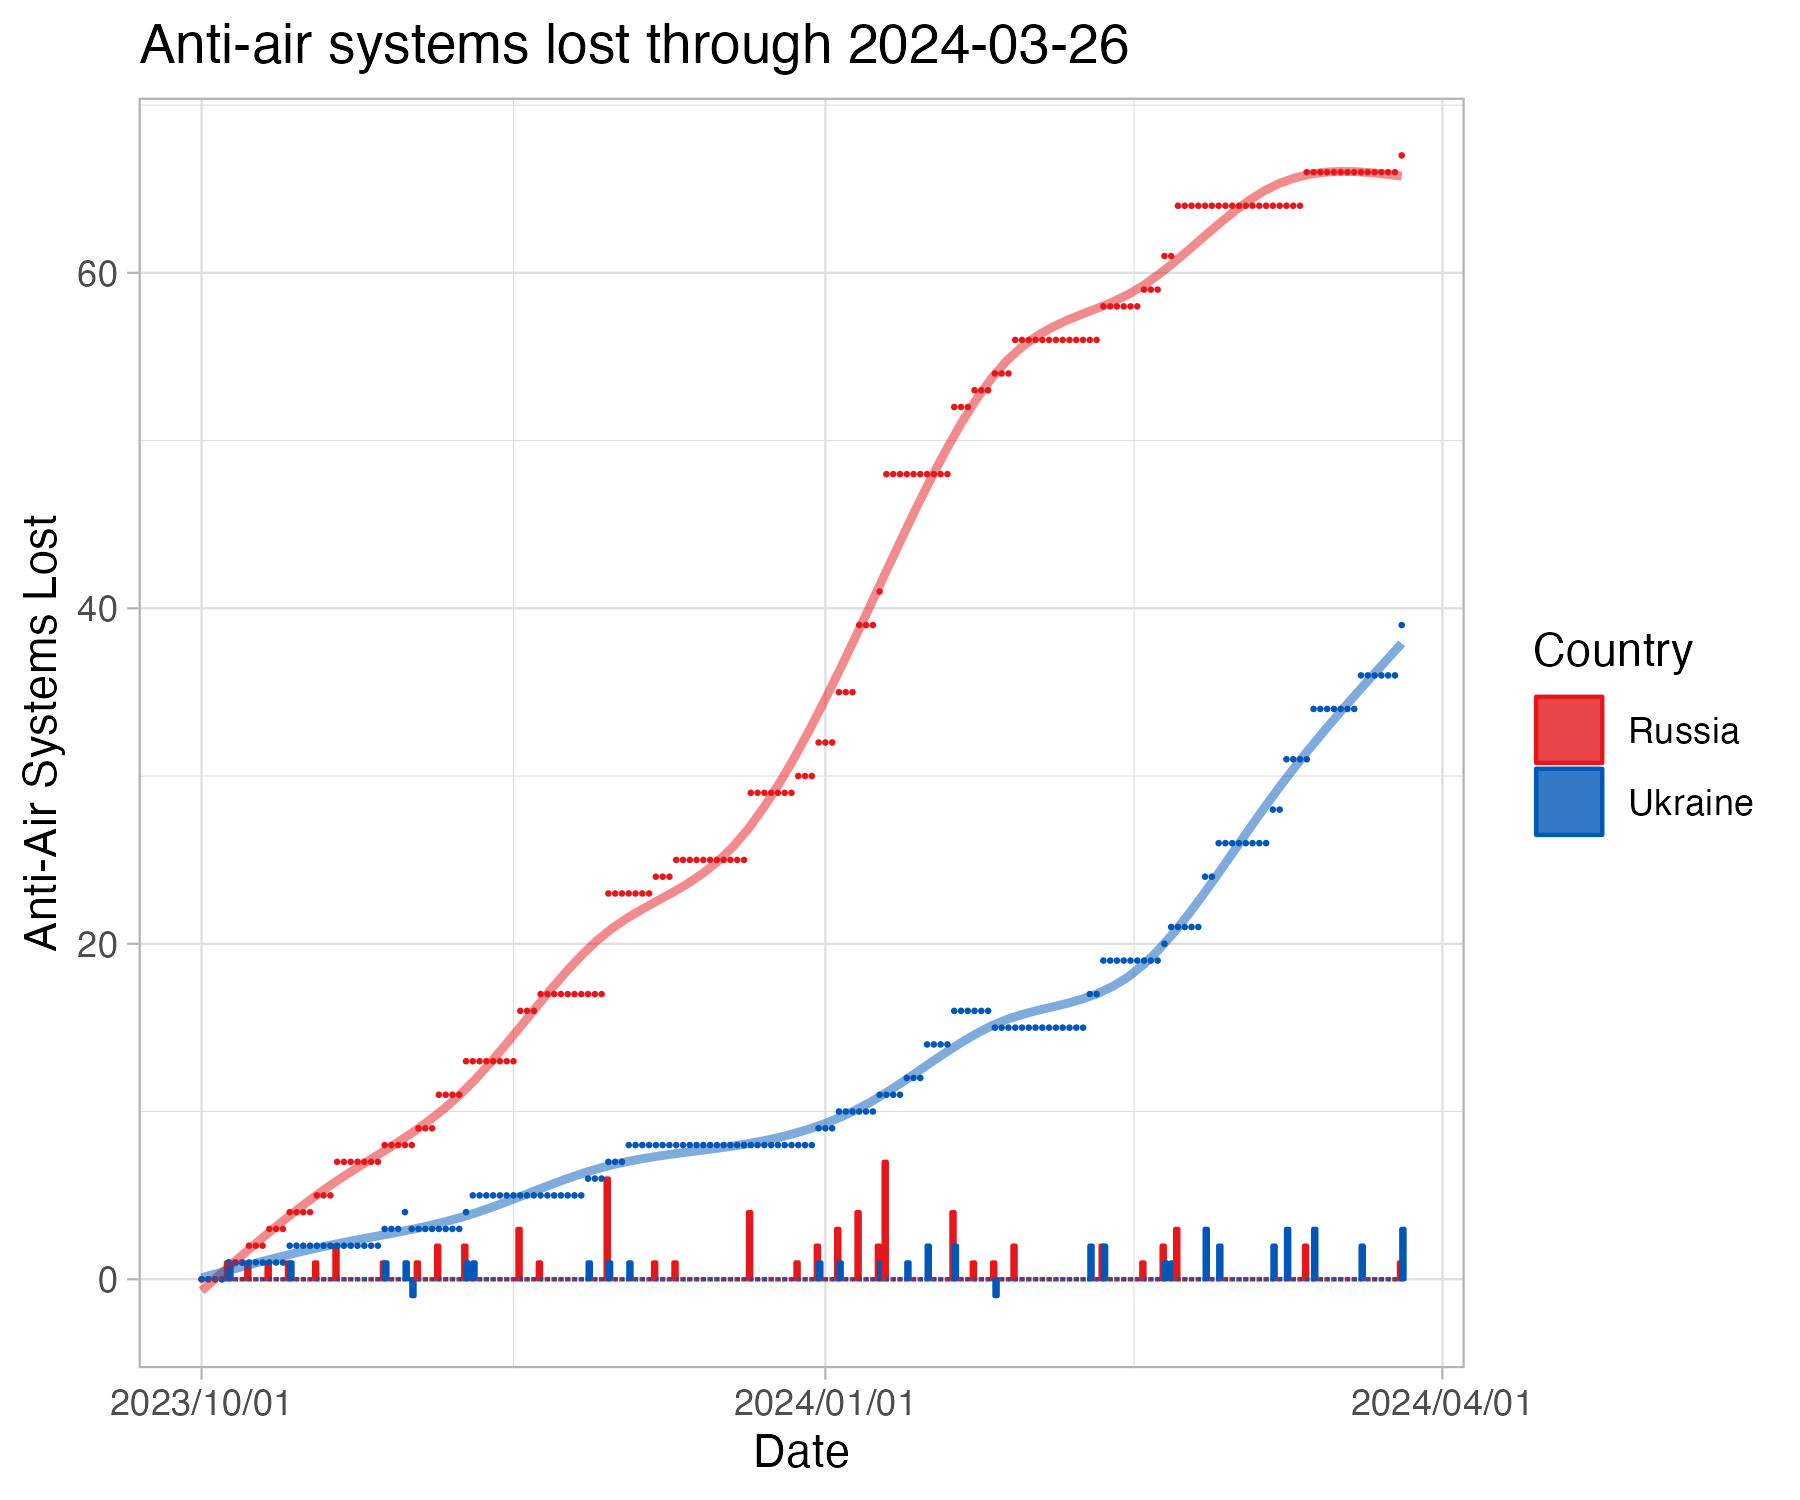 Anti-air systems lost through 2024-03-26
Anti-Air Systems Lost
60
40
20
0
2023/10/01
2024/01/01
2024/04/01
Date
Country
Russia
Ukraine